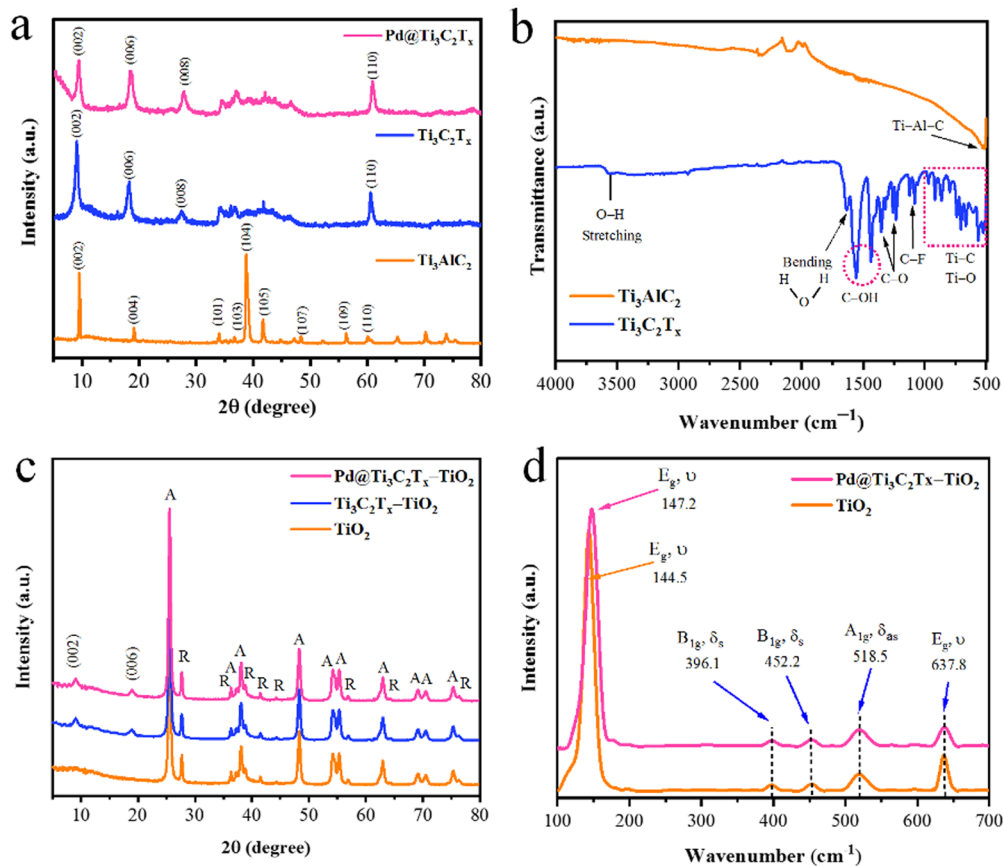 a
Pd@Ti₃C₂Tₓ
(002)
(006)
(008)
(110)
Ti₃C₂Tₓ
(002)
(006)
(008)
(110)
Ti₃AlC₂
(002)
(004)
(101)
(103)
(104)
(105)
(107)
(109)
(110)
Intensity (a.u.)
10 20 30 40 50 60 70 80
2θ (degree)
b
Ti–Al–C
O–H
Stretching
Bending
H H
O
C–OH
C–O
C–F
Ti–C
Ti–O
Ti₃AlC₂
Ti₃C₂Tₓ
Transmittance (a.u.)
4000 3500 3000 2500 2000 1500 1000 500
Wavenumber (cm⁻¹)
c
Pd@Ti₃C₂Tₓ–TiO₂
Ti₃C₂Tₓ–TiO₂
TiO₂
(002)
(006)
A
R
R
A
A
R
R
R
A
A
A
R
A
R
A
A
R
Intensity (a.u.)
10 20 30 40 50 60 70 80
2θ (degree)
d
Pd@Ti₃C₂Tx–TiO₂
TiO₂
E_g, υ
147.2
E_g, υ
144.5
B₁g, δₛ
396.1
B₁g, δₛ
452.2
A₁g, δₐₛ
518.5
E_g, υ
637.8
Intensity (a.u.)
100 200 300 400 500 600 700
Wavenumber (cm⁻¹)